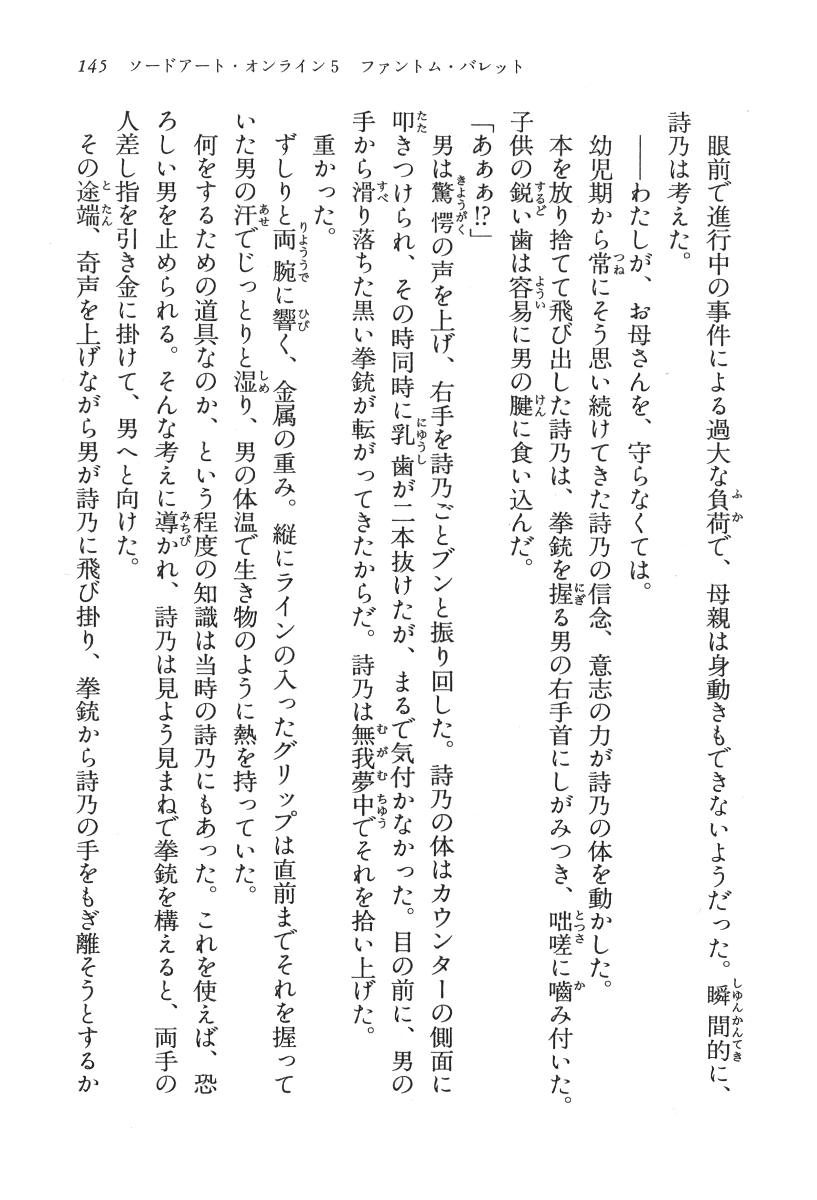 145 ソードアート・オンライン5 ファントム・バレット
眼前で進行中の事件による過大な負荷で、母親は身動きもできないようだった。瞬間的に、
詩乃は考えた。
――わたしが、お母さんを、守らなくては。
幼児期から常にそう思い続けてきた詩乃の信念、意志の力が詩乃の体を動かした。
本を放り捨てて飛び出した詩乃は、拳銃を握る男の右手首にしがみつき、咄嗟に嚙み付いた。
子供の鋭い歯は容易に男の腱に食い込んだ。
「あぁぁ!?」
男は驚愕の声を上げ、右手を詩乃ごとブンと振り回した。詩乃の体はカウンターの側面に
叩きつけられ、その時同時に乳歯が二本抜けたが、まるで気付かなかった。目の前に、男の
手から滑り落ちた黒い拳銃が転がってきたからだ。詩乃は無我夢中でそれを拾い上げた。
重かった。
ずしりと両腕に響く、金属の重み。縦にラインの入ったグリップは直前までそれを握って
いた男の汗でじっとりと湿り、男の体温で生き物のように熱を持っていた。
何をするための道具なのか、という程度の知識は当時の詩乃にもあった。これを使えば、恐
ろしい男を止められる。そんな考えに導かれ、詩乃は見よう見まねで拳銃を構えると、両手の
人差し指を引き金に掛けて、男へと向けた。
その途端、奇声を上げながら男が詩乃に飛び掛り、拳銃から詩乃の手をもぎ離そうとするか